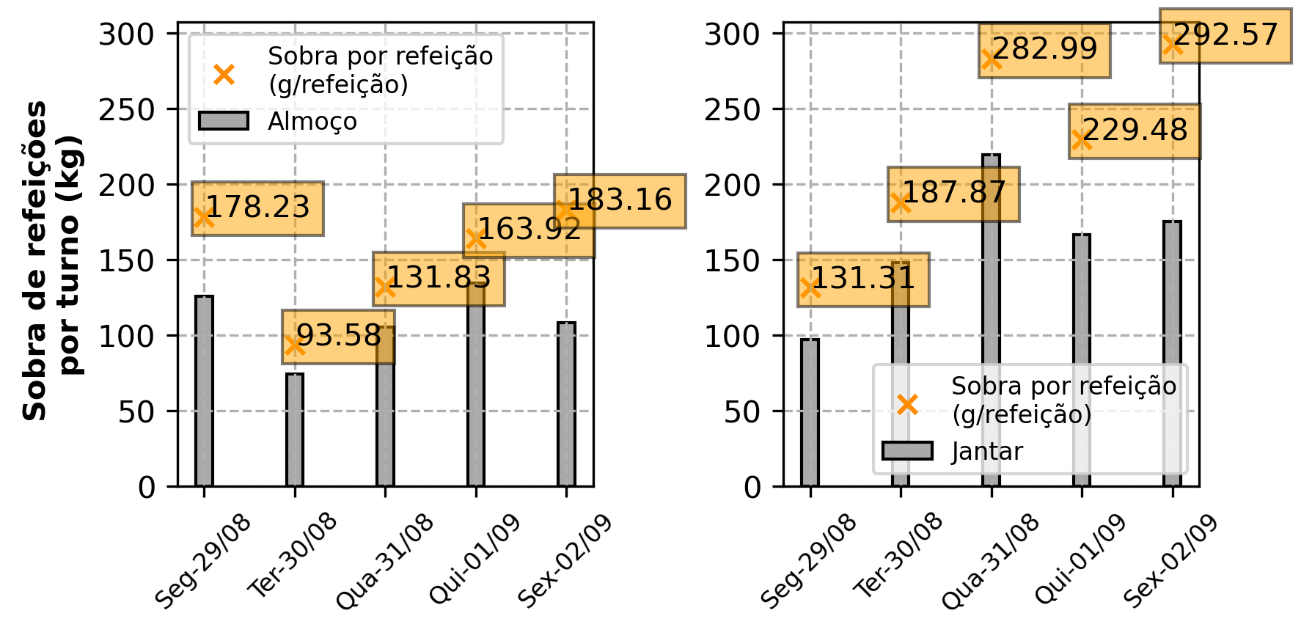 Sobra de refeições
por turno (kg)
300
250
200
150
100
50
0
Sobra por refeição
(g/refeição)
Almoço
178.23
93.58
131.83
163.92
183.16
Seg-29/08
Ter-30/08
Qua-31/08
Qui-01/09
Sex-02/09
300
250
200
150
100
50
0
131.31
187.87
282.99
229.48
292.57
Sobra por refeição
(g/refeição)
Jantar
Seg-29/08
Ter-30/08
Qua-31/08
Qui-01/09
Sex-02/09